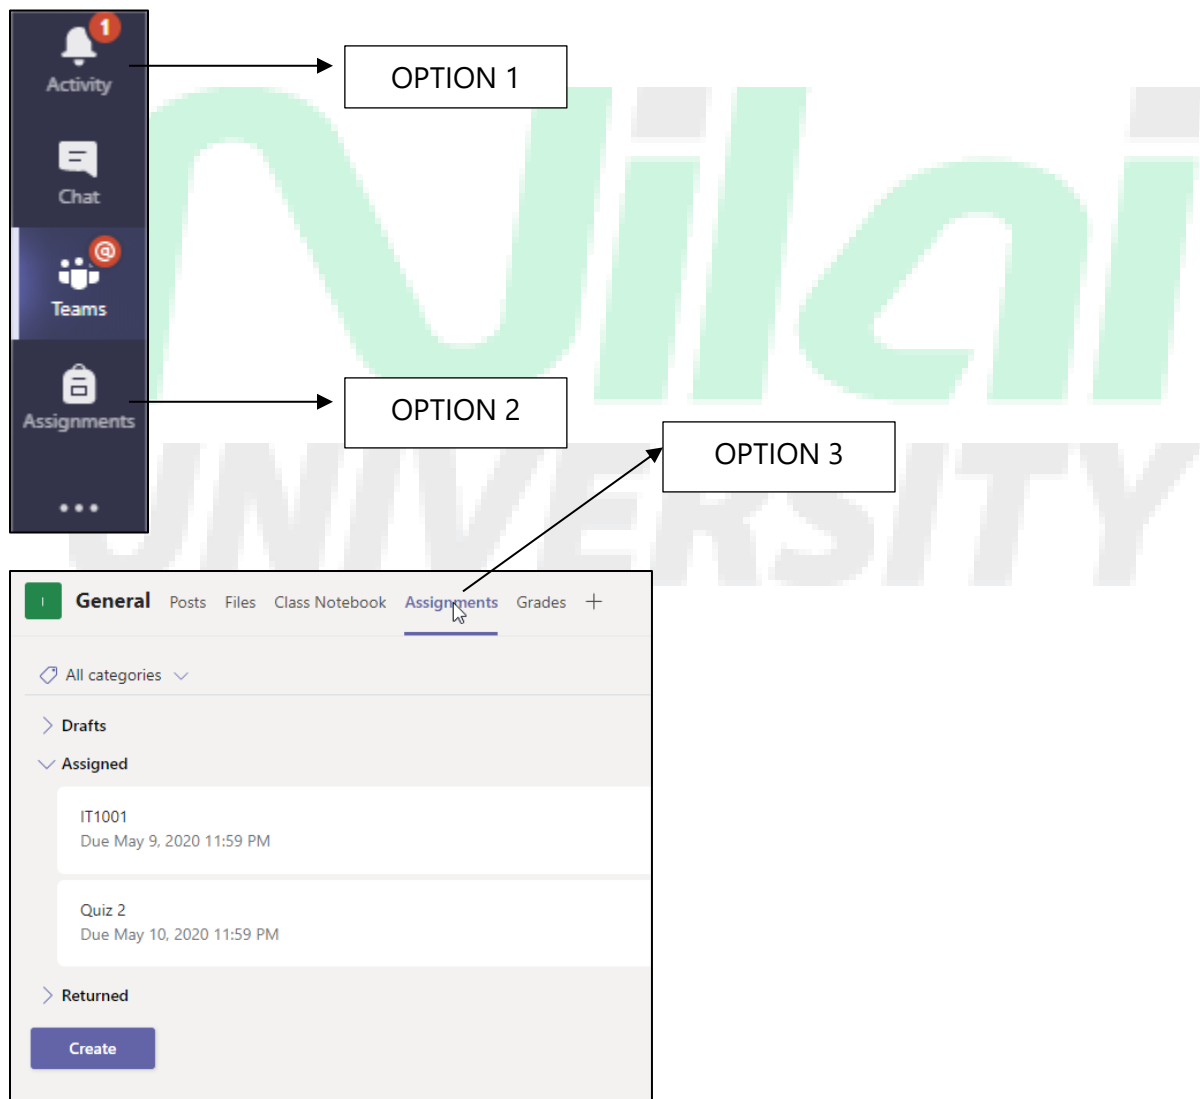 1
Activity
OPTION 1
Chat
@
Teams
Assignments
OPTION 2
OPTION 3
Nilai
UNIVERSITY
I
General Posts Files Class Notebook Assignments Grades +
All categories
Drafts
Assigned
IT1001
Due May 9, 2020 11:59 PM
Quiz 2
Due May 10, 2020 11:59 PM
Returned
Create